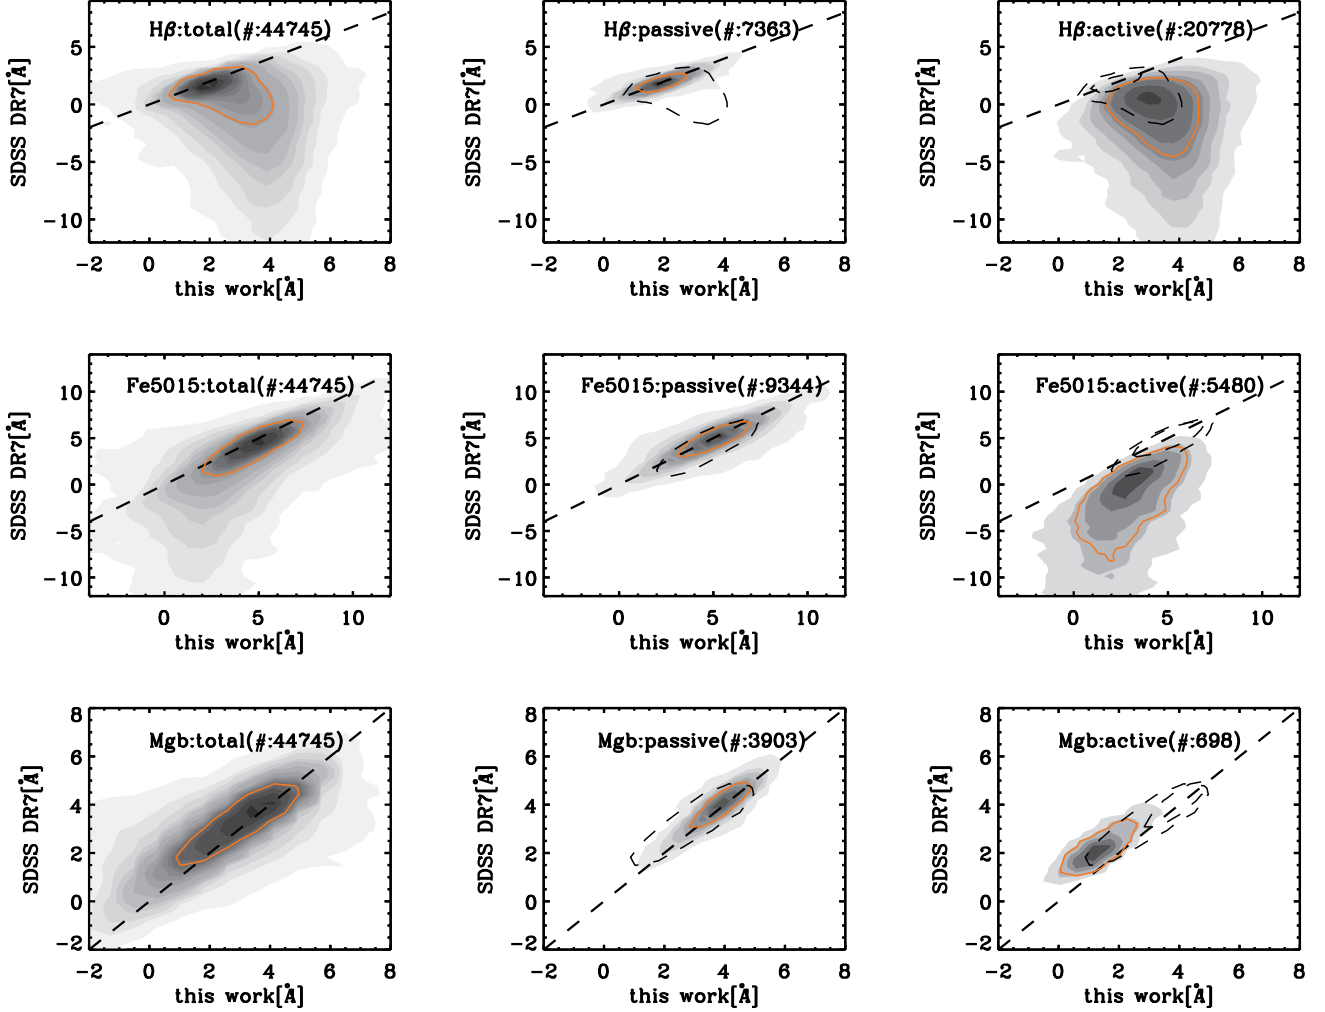 Hβ:total(#:44745)
5
0
−5
−10
SDSS DR7[Å]
−2 0 2 4 6 8
this work[Å]
Hβ:passive(#:7363)
5
0
−5
−10
SDSS DR7[Å]
−2 0 2 4 6 8
this work[Å]
Hβ:active(#:20778)
5
0
−5
−10
SDSS DR7[Å]
−2 0 2 4 6 8
this work[Å]
Fe5015:total(#:44745)
10
5
0
−5
−10
SDSS DR7[Å]
0 5 10
this work[Å]
Fe5015:passive(#:9344)
10
5
0
−5
−10
SDSS DR7[Å]
0 5 10
this work[Å]
Fe5015:active(#:5480)
10
5
0
−5
−10
SDSS DR7[Å]
0 5 10
this work[Å]
Mgb:total(#:44745)
8
6
4
2
0
−2
SDSS DR7[Å]
−2 0 2 4 6 8
this work[Å]
Mgb:passive(#:3903)
8
6
4
2
0
−2
SDSS DR7[Å]
−2 0 2 4 6 8
this work[Å]
Mgb:active(#:698)
8
6
4
2
0
−2
SDSS DR7[Å]
−2 0 2 4 6 8
this work[Å]